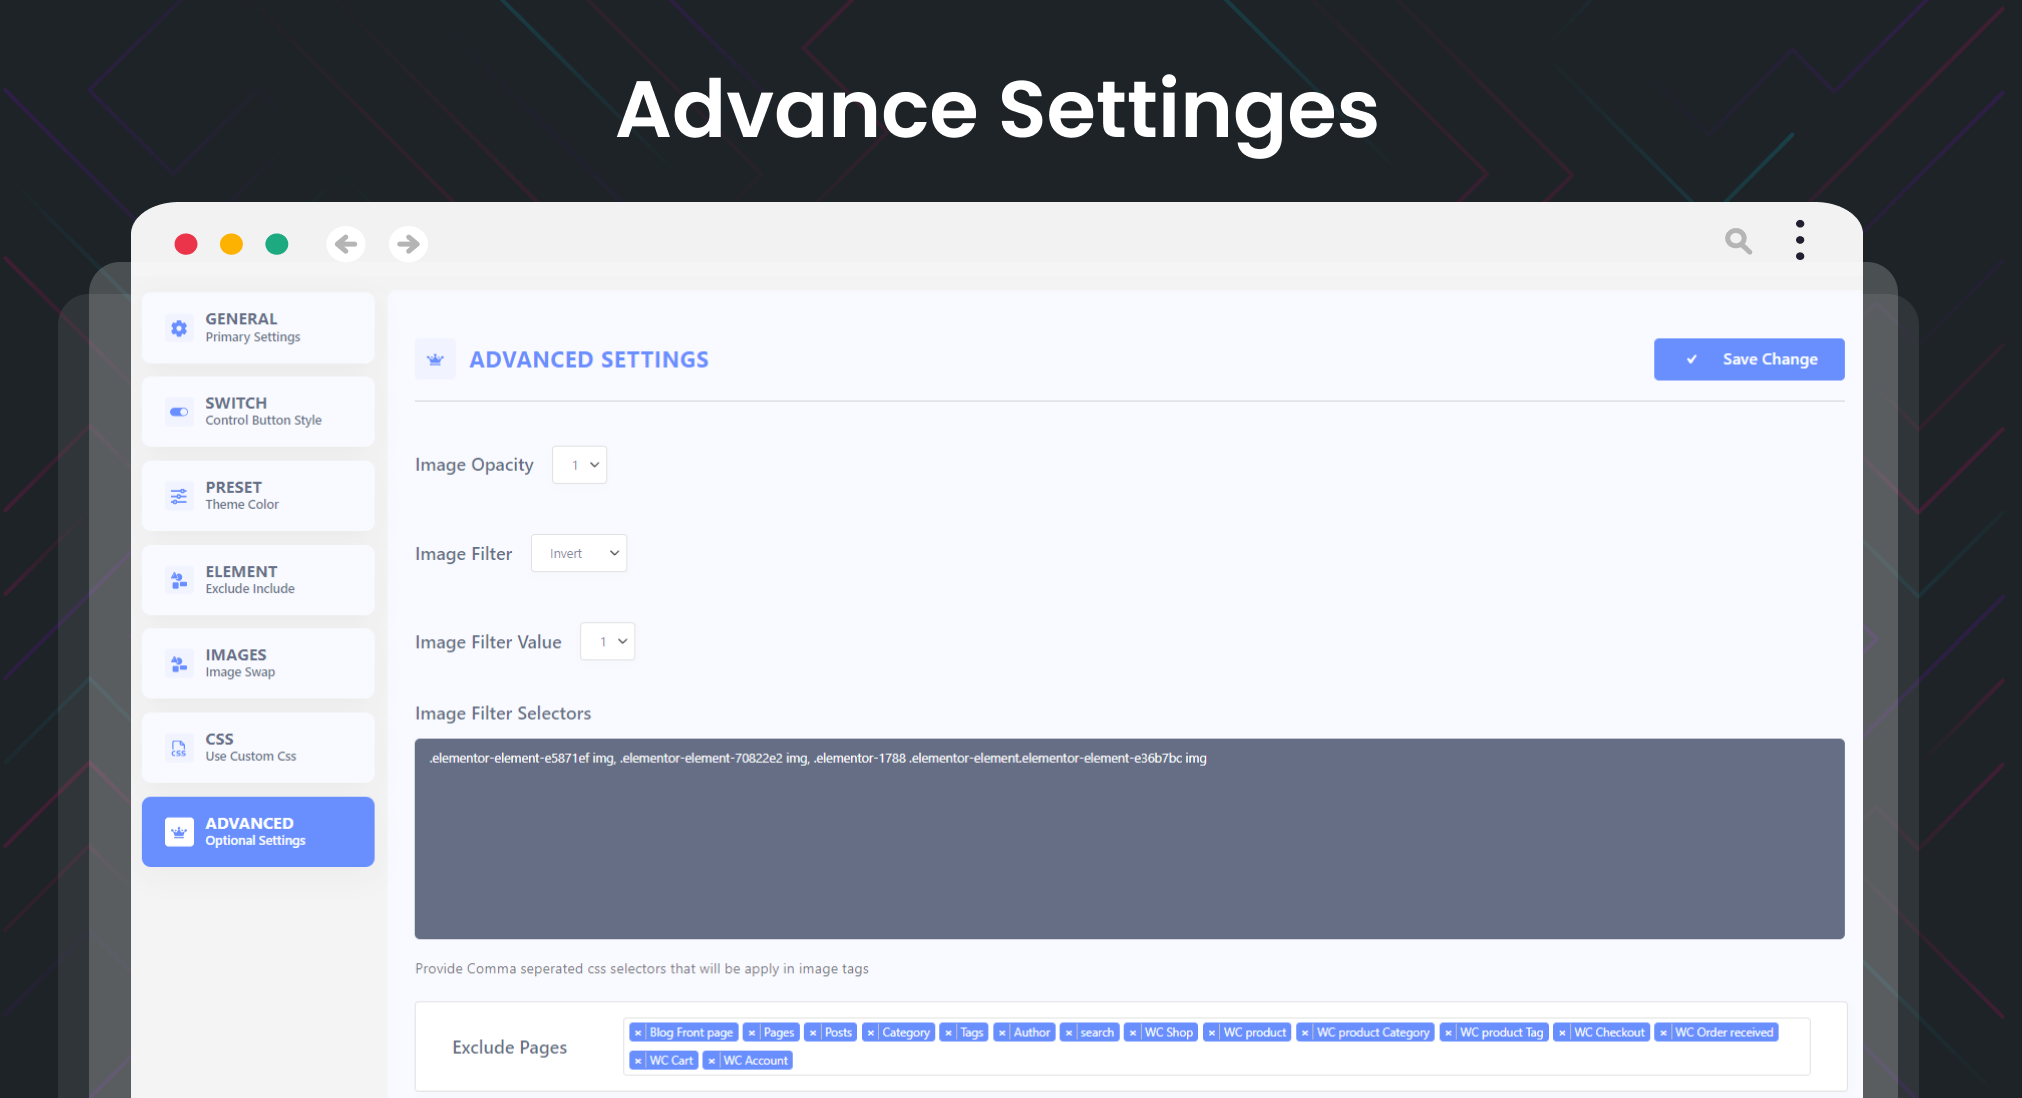 Advance Settinges
GENERAL
Primary Settings
SWITCH
Control Button Style
PRESET
Theme Color
ELEMENT
Exclude Include
IMAGES
Image Swap
CSS
Use Custom Css
ADVANCED
Optional Settings
ADVANCED SETTINGS
Save Change
Image Opacity 1
Image Filter Invert
Image Filter Value 1
Image Filter Selectors
.elementor-element-e5871ef img, .elementor-element-70822e2 img, .elementor-1788 .elementor-element.elementor-element-e36b7bc img
Provide Comma seperated css selectors that will be apply in image tags
Exclude Pages
× Blog Front page × Pages × Posts × Category × Tags × Author × search × WC Shop × WC product × WC product Category × WC product Tag × WC Checkout × WC Order received
× WC Cart × WC Account